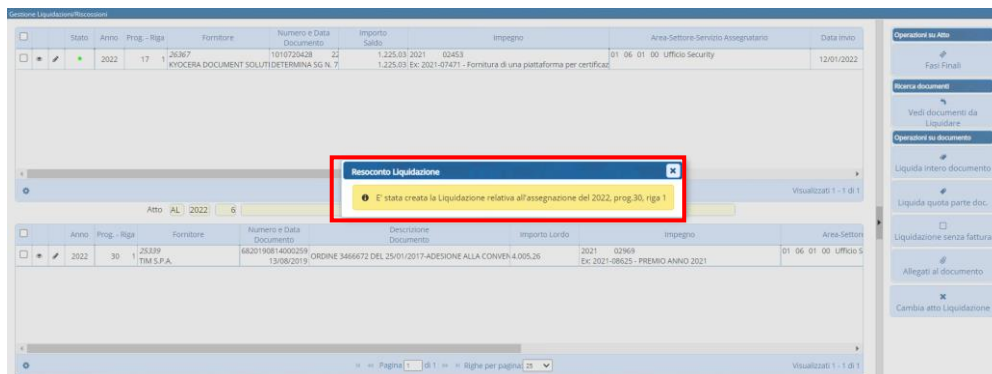 Gestione Liquidazioni/Riscossioni
Stato Anno Prog. - Riga Fornitore Numero e Data Documento Importo Saldo Impegno Area-Settore-Servizio Assegnatario Data Invio
2022 17 1 26367 1010720428 22 1.225,03 2021 02453 01 06 01 00 Ufficio Security 12/01/2022
KYOCERA DOCUMENT SOLUTI DETERMINA SG N. 7 1.225,03 Ex: 2021-07471 - Fornitura di una piattaforma per certificaz
Visualizzati 1 - 1 di 1
Resoconto Liquidazione
E' stata creata la Liquidazione relativa all'assegnazione del 2022, prog.30, riga 1
Atto AL 2022 6
Anno Prog. - Riga Fornitore Numero e Data Documento Descrizione Documento Importo Lordo Impegno Area-Settore
2022 30 1 25339 6820190814000259 ORDINE 3466672 DEL 25/01/2017-ADESIONE ALLA CONVEN 4.005,26 2021 02969 01 06 01 00 Ufficio S
TIM S.P.A. 13/08/2019 Ex: 2021-08625 - PREMIO ANNO 2021
Pagina 1 di 1 Righe per pagina: 25
Visualizzati 1 - 1 di 1
Operazioni su Atto
Fasi Finali
Ricerca documenti
Vedi documenti da
Liquidare
Operazioni su documento
Liquida intero documento
Liquida quota parte doc.
Liquidazione senza fattura
Allegati al documento
Cambia atto Liquidazione